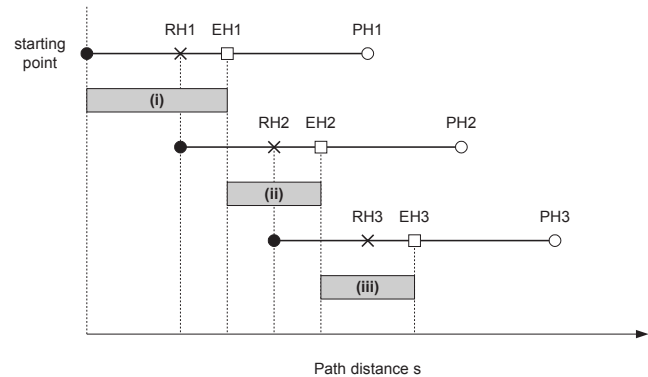 RH1 EH1 PH1
starting
point
(i)
RH2 EH2 PH2
(ii)
RH3 EH3 PH3
(iii)
Path distance s